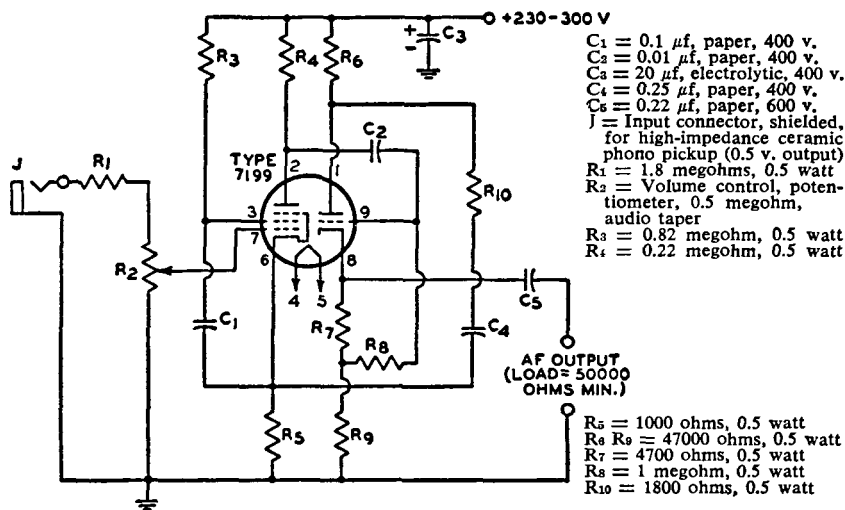 +230-300 V
C3
+
-
R3
R4
R6
C2
TYPE
7199
2
1
J
R1
R10
3
9
7
6
8
R2
4
5
C5
C1
R7
C4
R8
AF OUTPUT
(LOAD=50000
OHMS MIN.)
R5
R9
C1 = 0.1 µf, paper, 400 v.
C2 = 0.01 µf, paper, 400 v.
C3 = 20 µf, electrolytic, 400 v.
C4 = 0.25 µf, paper, 400 v.
C5 = 0.22 µf, paper, 600 v.
J = Input connector, shielded,
for high-impedance ceramic
phono pickup (0.5 v. output)
R1 = 1.8 megohms, 0.5 watt
R2 = Volume control, poten-
tiometer, 0.5 megohm,
audio taper
R3 = 0.82 megohm, 0.5 watt
R4 = 0.22 megohm, 0.5 watt
R5 = 1000 ohms, 0.5 watt
R6 R9 = 47000 ohms, 0.5 watt
R7 = 4700 ohms, 0.5 watt
R8 = 1 megohm, 0.5 watt
R10 = 1800 ohms, 0.5 watt